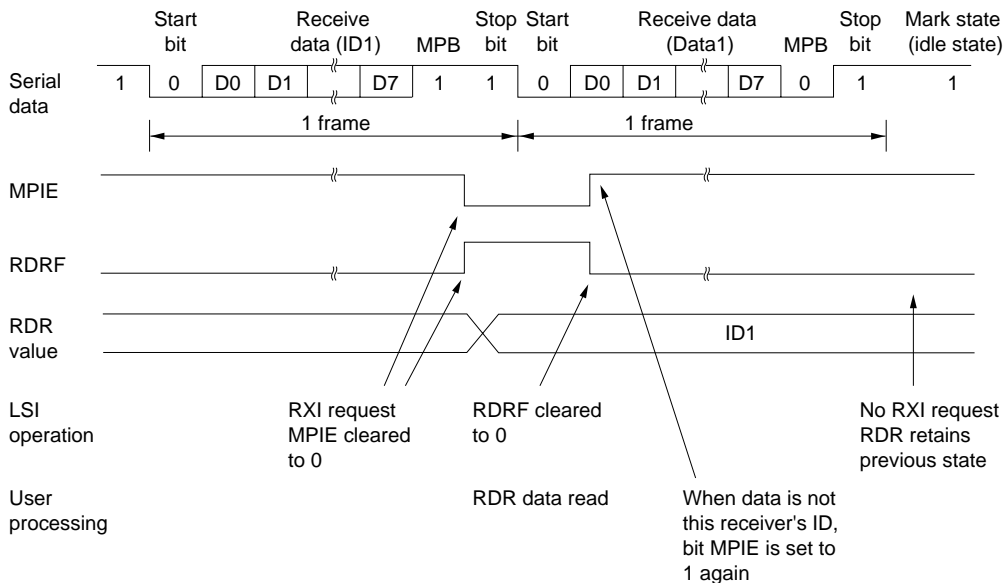 Start bit
Receive data (ID1)
MPB
Stop bit
Start bit
Receive data (Data1)
MPB
Stop bit
Mark state (idle state)
Serial data
1 0 D0 D1 D7 1 1 0 D0 D1 D7 0 1 1
1 frame
1 frame
MPIE
RDRF
RDR value
ID1
LSI operation
RXI request
MPIE cleared
to 0
RDRF cleared
to 0
No RXI request
RDR retains
previous state
User processing
RDR data read
When data is not
this receiver's ID,
bit MPIE is set to
1 again